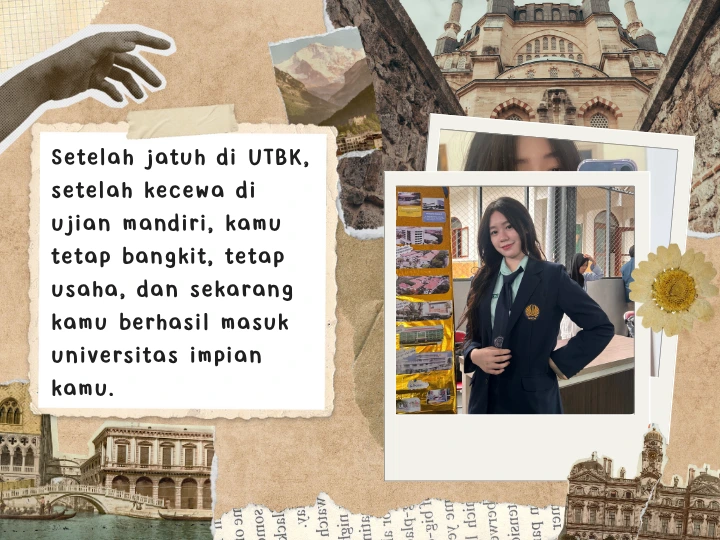 Setelah jatuh di UTBK,
setelah kecewa di
ujian mandiri, kamu
tetap bangkit, tetap
usaha, dan sekarang
kamu berhasil masuk
universitas impian
kamu.